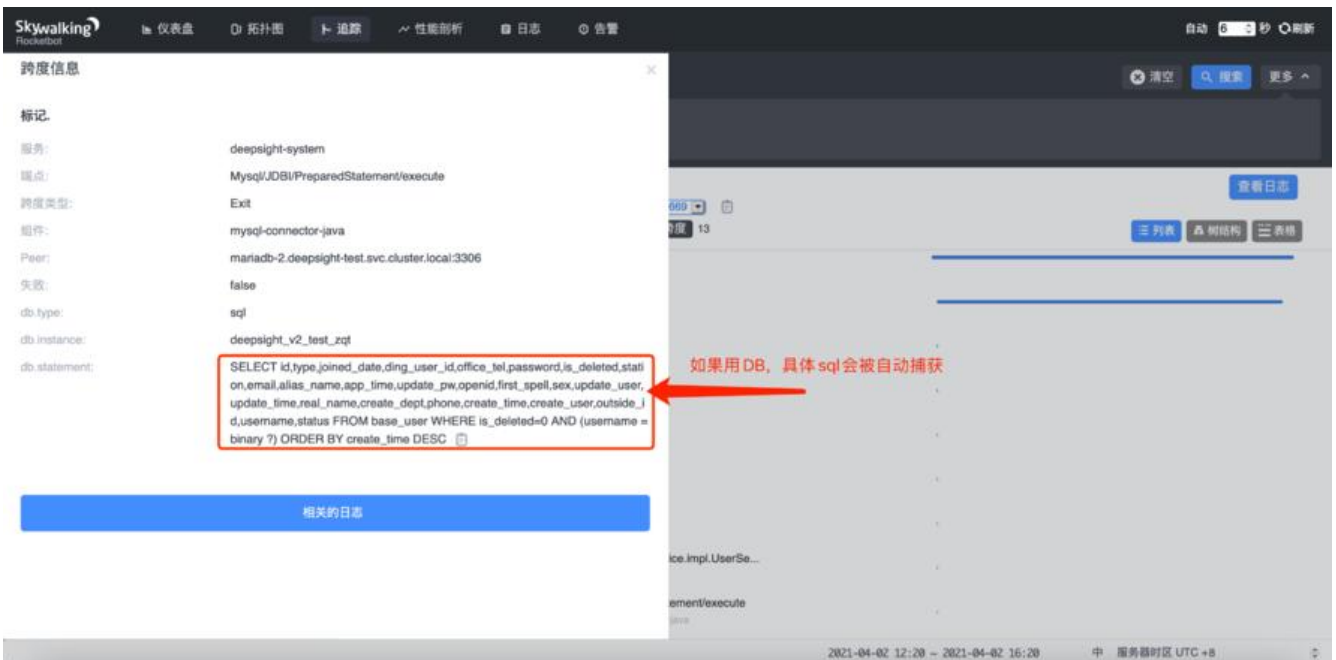 Skywalking
Rocketbot
仪表盘
拓扑图
追踪
性能剖析
日志
告警
自动 6 秒 刷新
跨度信息
清空 搜索 更多
标记.
服务: deepsight-system
端点: Mysql/JDBI/PreparedStatement/execute
查看日志
跨度类型: Exit
669
组件: mysql-connector-java
度 13
列表 树结构 表格
Peer: mariadb-2.deepsight-test.svc.cluster.local:3306
失败: false
db.type: sql
db.instance: deepsight_v2_test_zqt
db.statement: SELECT id,type,joined_date,ding_user_id,office_tel,password,is_deleted,stati
on,email,alias_name,app_time,update_pw,openid,first_spell,sex,update_user,
update_time,real_name,create_dept,phone,create_time,create_user,outside_i
d,username,status FROM base_user WHERE is_deleted=0 AND (username =
binary ?) ORDER BY create_time DESC
如果用DB，具体sql会被自动捕获
相关的日志
ice.impl.UserSe...
ement/execute
java
2021-04-02 12:20 ~ 2021-04-02 16:20
中 服务器时区 UTC +8